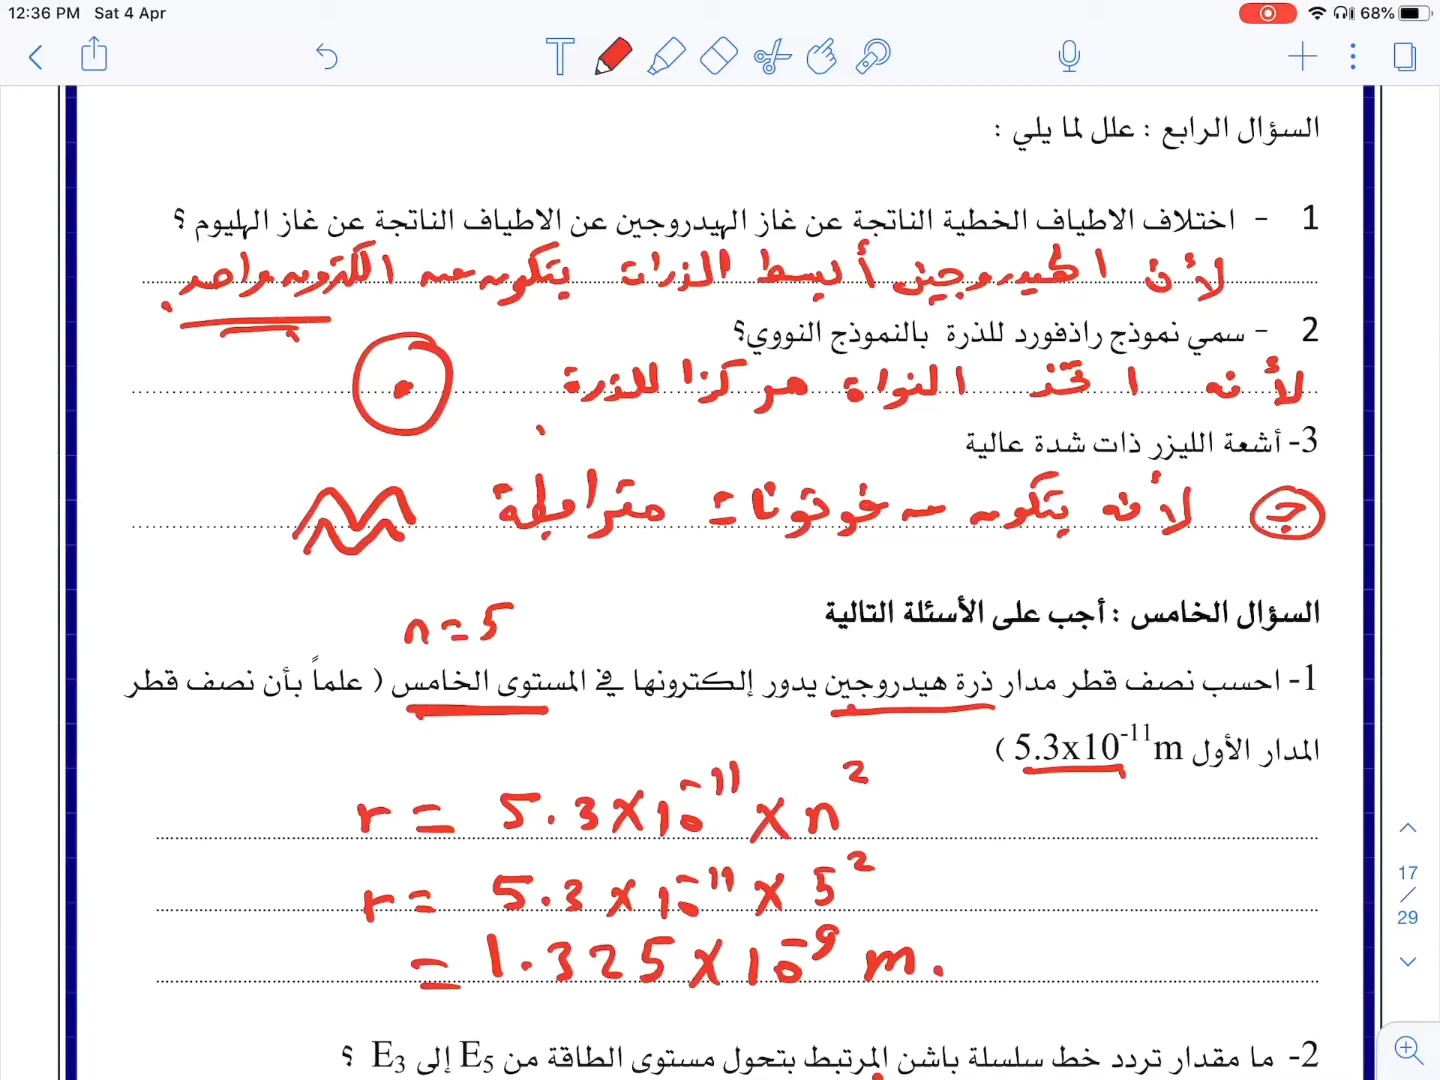 12:36 PM Sat 4 Apr 68%
السؤال الرابع : علل لما يلي :
1 - اختلاف الاطياف الخطية الناتجة عن غاز الهيدروجين عن الاطياف الناتجة عن غاز الهليوم ؟
لأن الهيدروجين أبسط الذرات يتكون من الكترون واحد .
2 - سمي نموذج راذفورد للذرة بالنموذج النووي؟
لأنه اتخذ النواة مركزا للذرة
3- أشعة الليزر ذات شدة عالية
ج لأنه يتكون من فوتونات مترابطة
السؤال الخامس : أجب على الأسئلة التالية
n = 5
1- احسب نصف قطر مدار ذرة هيدروجين يدور إلكترونها في المستوى الخامس ( علماً بأن نصف قطر
المدار الأول 5.3x10⁻¹¹m )
r = 5.3 × 10⁻¹¹ × n²
r = 5.3 × 10⁻¹¹ × 5²
= 1.325 × 10⁻⁹ m.
2- ما مقدار تردد خط سلسلة باشن المرتبط بتحول مستوى الطاقة من E₅ إلى E₃ ؟
17
/
29